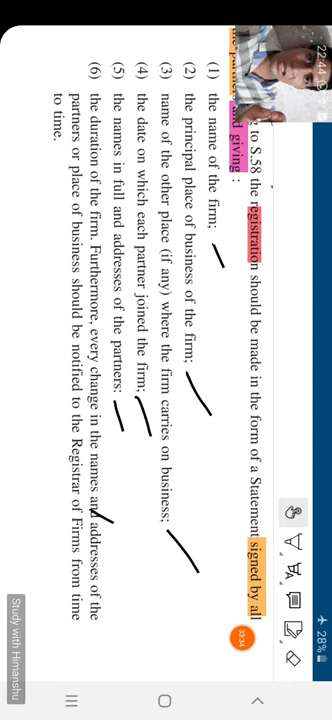 22:44
to S.58 the registration should be made in the form of a Statement signed by all
the partners and giving :
(1) the name of the firm;
(2) the principal place of business of the firm;
(3) name of the other place (if any) where the firm carries on business;
(4) the date on which each partner joined the firm;
(5) the names in full and addresses of the partners:
(6) the duration of the firm. Furthermore, every change in the names and addresses of the
partners or place of business should be notified to the Registrar of Firms from time
to time.
28%
33:34
Study with Himanshu